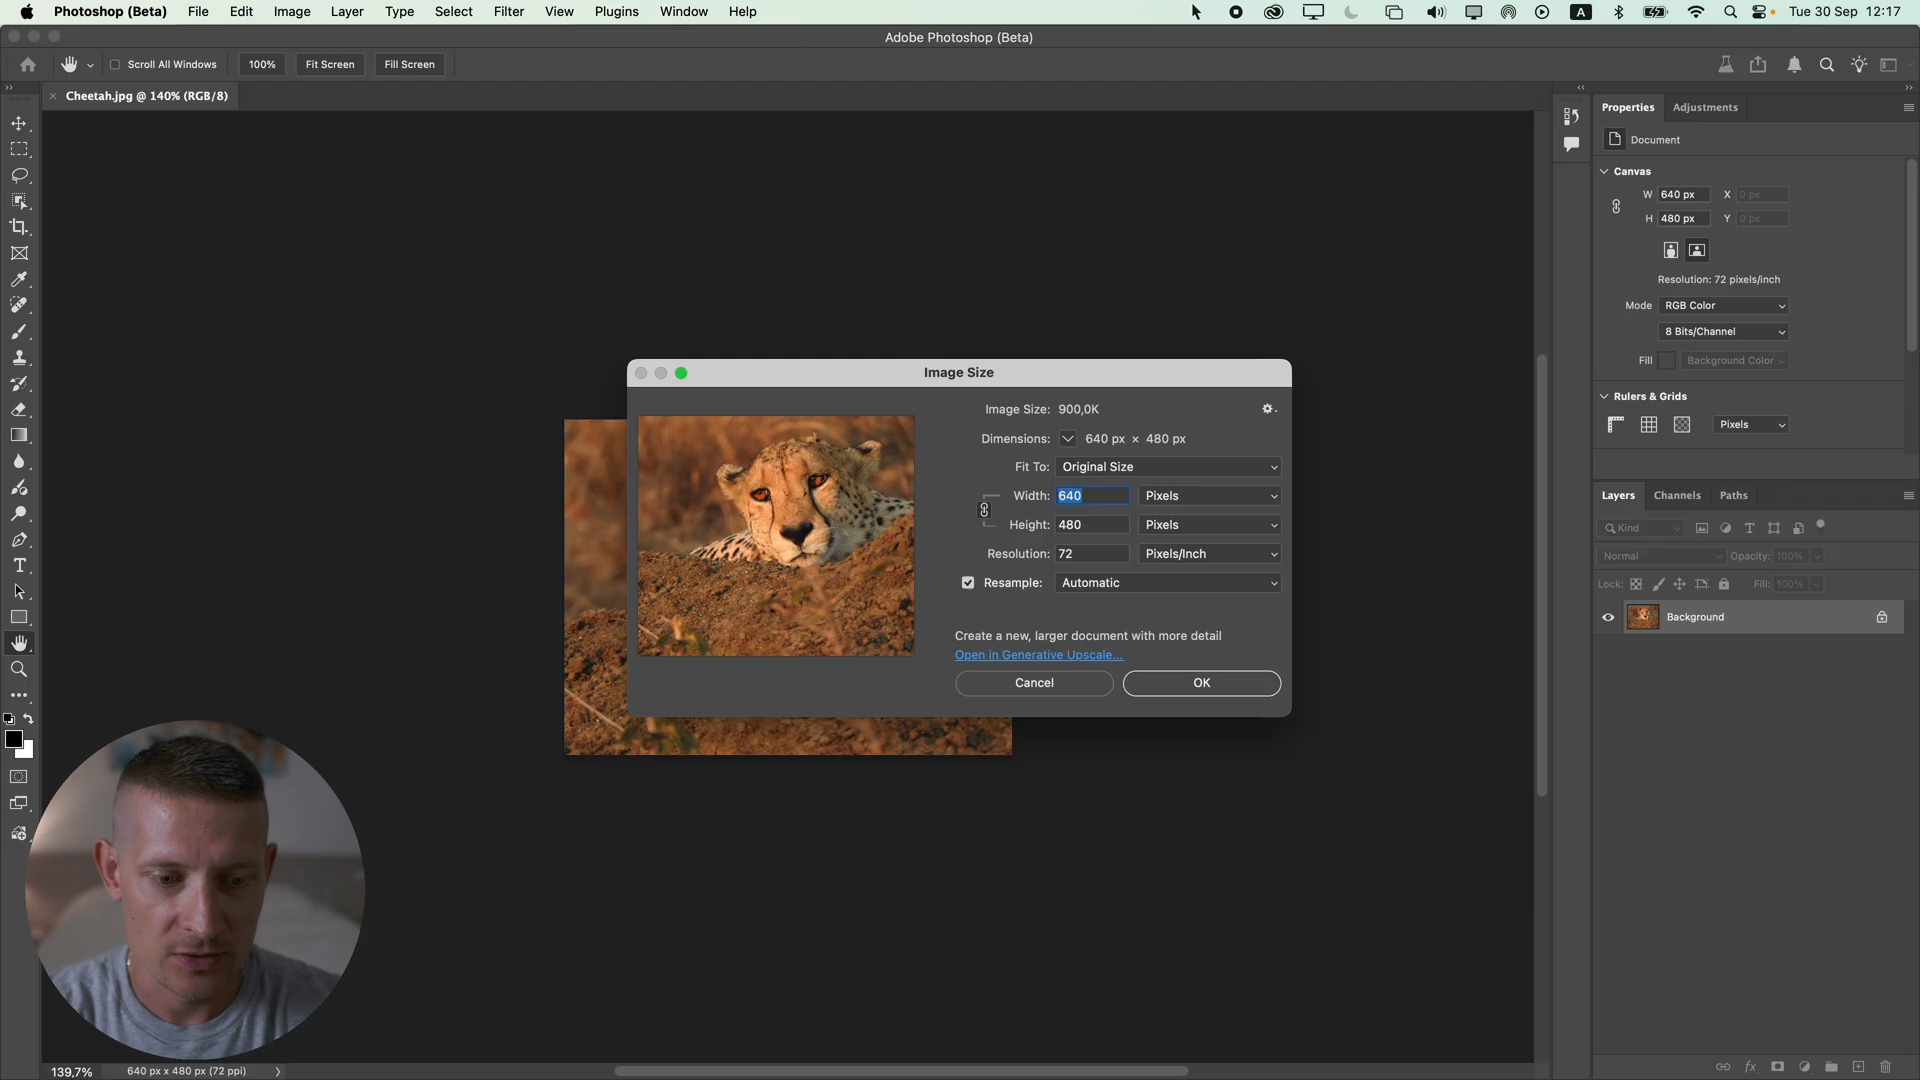 Photoshop (Beta) File Edit Image Layer Type Select Filter View Plugins Window Help A Tue 30 Sep 12:17
Adobe Photoshop (Beta)
Scroll All Windows 100% Fit Screen Fill Screen
Cheetah.jpg @ 140% (RGB/8)
Properties Adjustments
Document
Canvas
W 640 px X 0 px
H 480 px Y 0 px
Resolution: 72 pixels/inch
Mode RGB Color
8 Bits/Channel
Fill Background Color
Rulers & Grids
Pixels
Image Size
Image Size: 900,0K
Dimensions: 640 px × 480 px
Fit To: Original Size
Width: 640 Pixels
Height: 480 Pixels
Resolution: 72 Pixels/Inch
Resample: Automatic
Create a new, larger document with more detail
Open in Generative Upscale...
Cancel OK
Layers Channels Paths
Kind
Normal Opacity: 100%
Lock: Fill: 100%
Background
139,7% 640 px x 480 px (72 ppi)